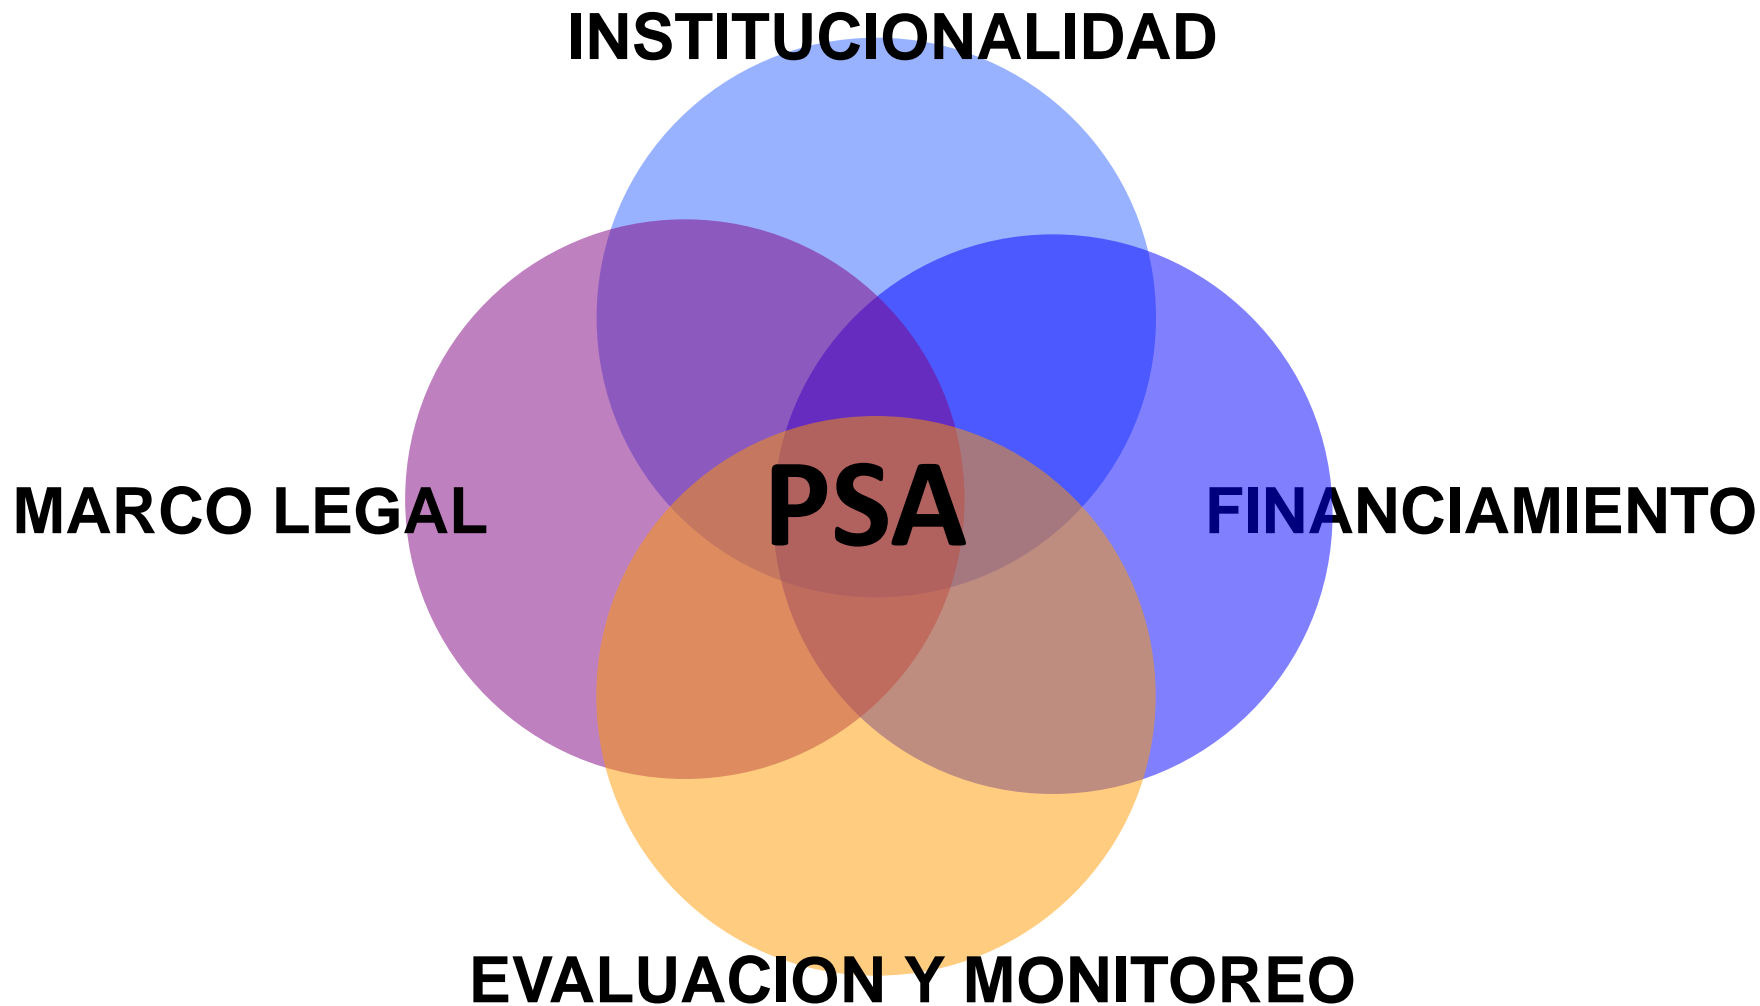 INSTITUCIONALIDAD
MARCO LEGAL
PSA
FINANCIAMIENTO
EVALUACION Y MONITOREO